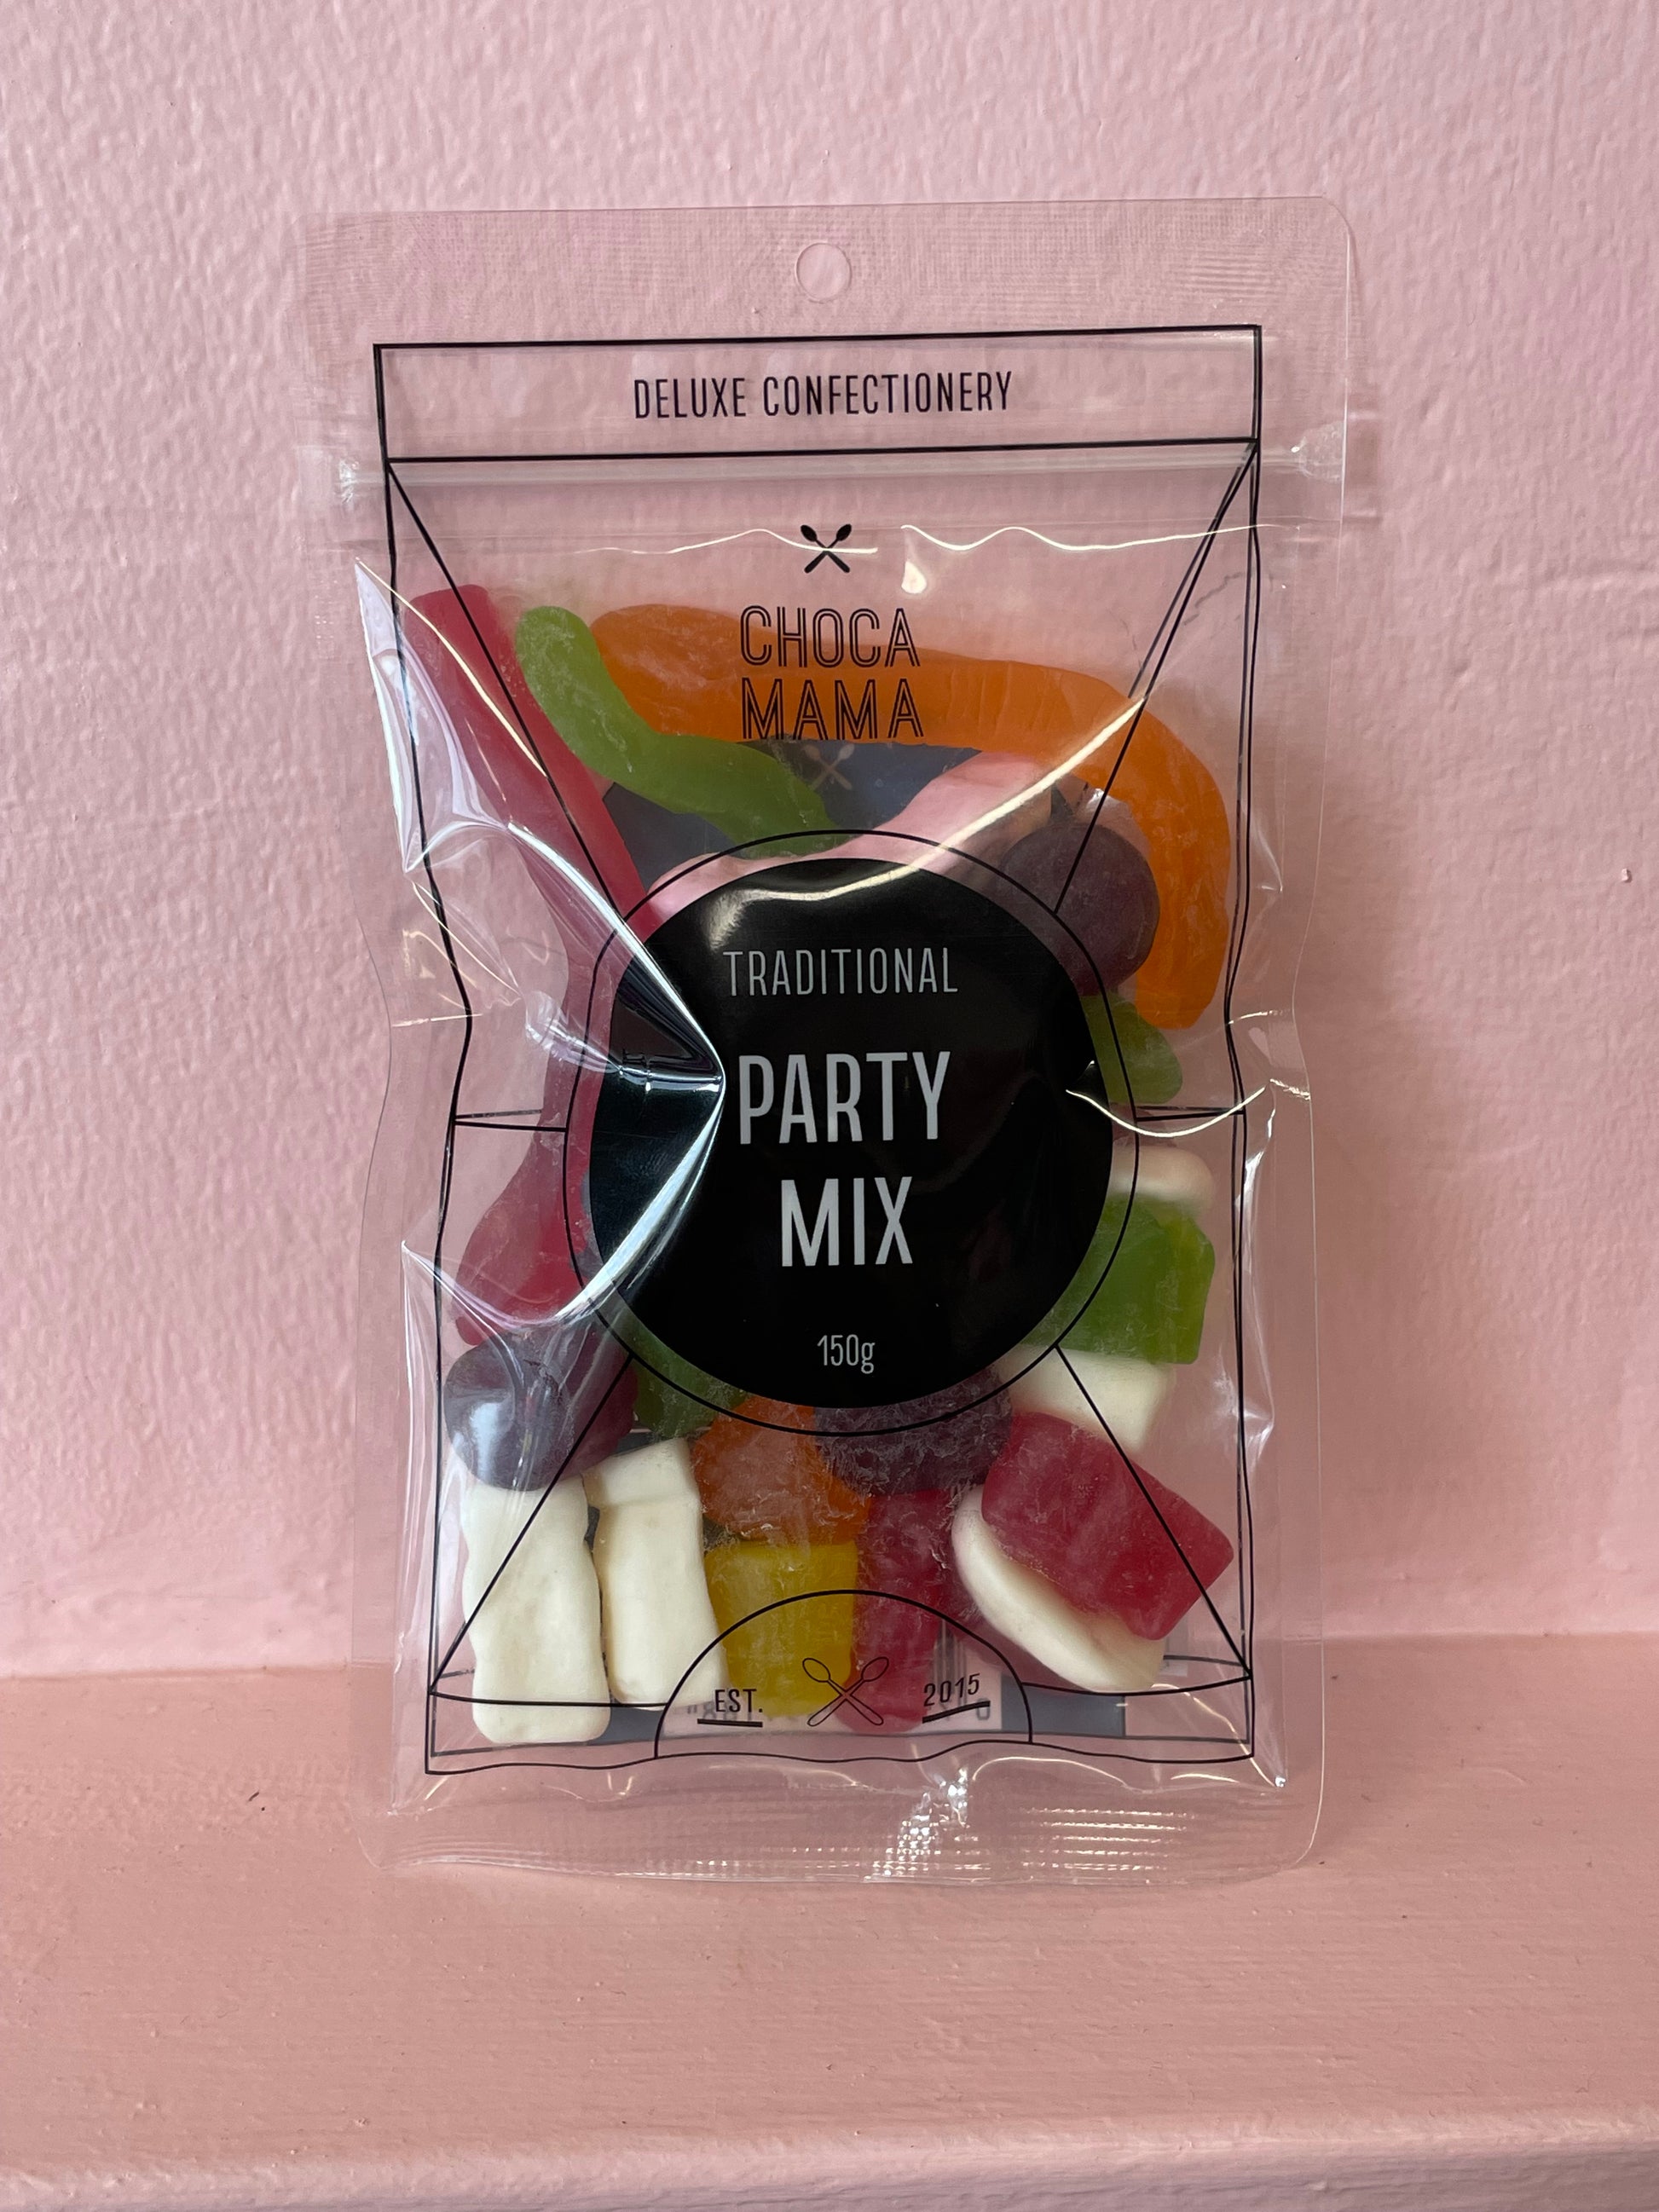 DELUXE CONFECTIONERY
CHOCA
MAMA
TRADITIONAL
PARTY
MIX
150g
EST. 2015